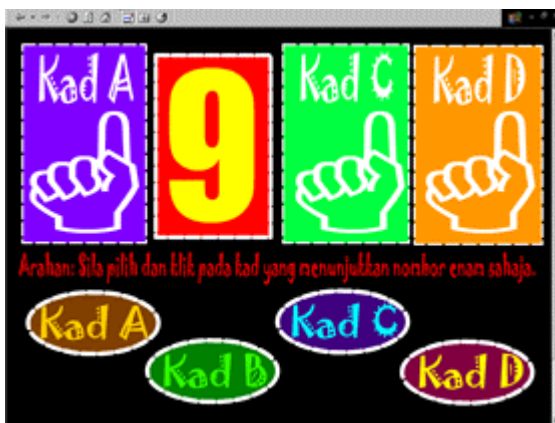 Kad A
9
Kad C
Kad D
Arahan: Sila pilih dan klik pada kad yang menunjukkan nombor enam sahaja.
Kad A
Kad B
Kad C
Kad D